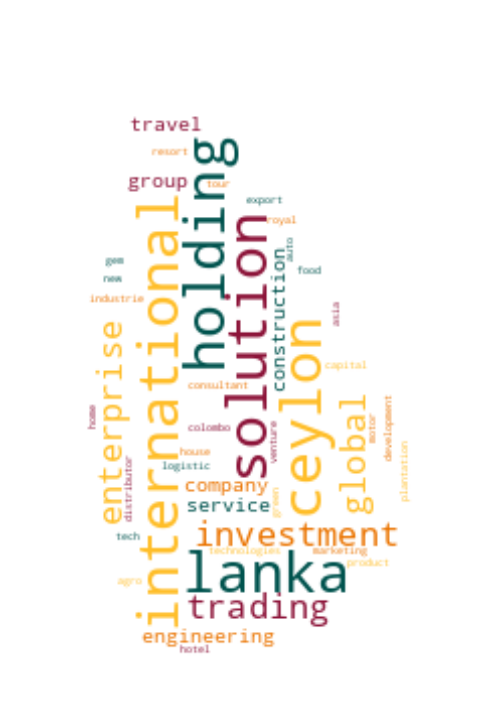 travel
resort
holding
group
tour
international
export
royal
solution
auto
construction
gem
food
new
industrie
asia
enterprise
ceylon
capital
consultant
home
colombo
venture
global
motor
development
plantation
house
logistic
distributor
company
green
service
investment
tech
technologies
marketing
lanka
product
agro
trading
engineering
hotel